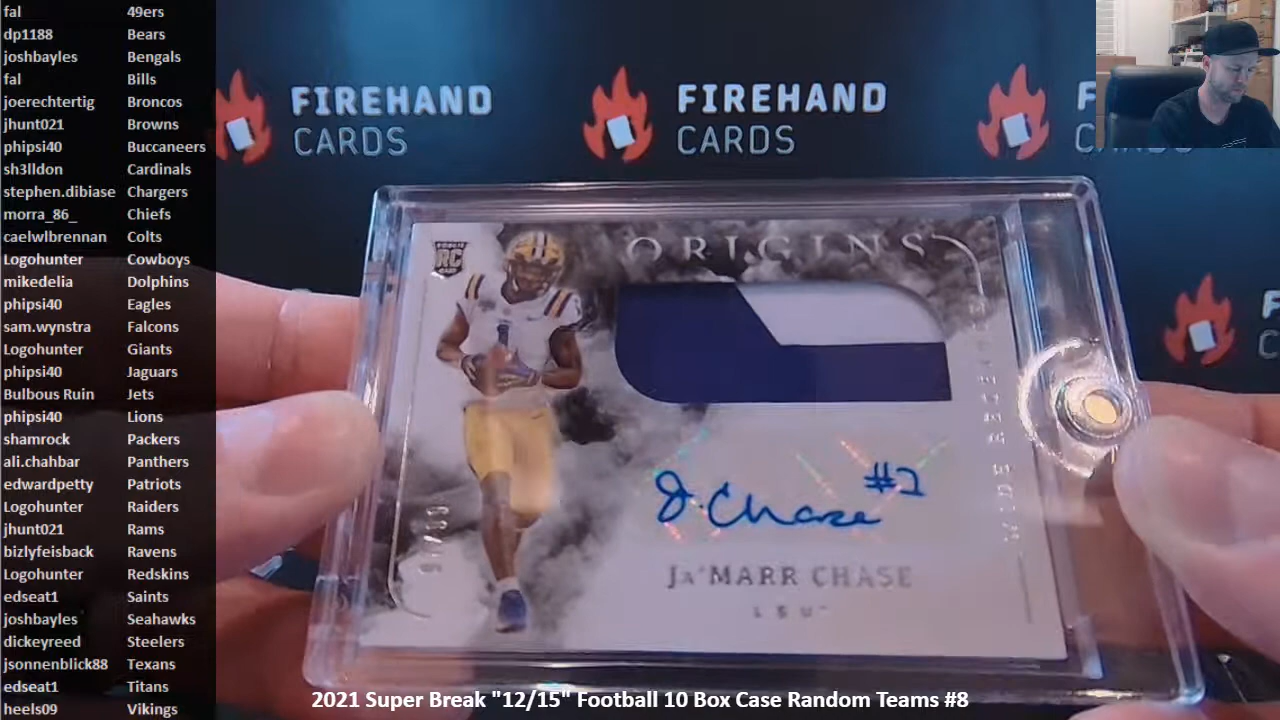 fal 49ers
dp1188 Bears
joshbayles Bengals
fal Bills
joerechtertig Broncos
jhunt021 Browns
phipsi40 Buccaneers
sh3lldon Cardinals
stephen.dibiase Chargers
morra_86_ Chiefs
caelwlbrennan Colts
Logohunter Cowboys
mikedelia Dolphins
phipsi40 Eagles
sam.wynstra Falcons
Logohunter Giants
phipsi40 Jaguars
Bulbous Ruin Jets
phipsi40 Lions
shamrock Packers
ali.chahbar Panthers
edwardpetty Patriots
Logohunter Raiders
jhunt021 Rams
bizlyfeisback Ravens
Logohunter Redskins
edseat1 Saints
joshbayles Seahawks
dickeyreed Steelers
jsonnenblick88 Texans
edseat1 Titans
heels09 Vikings
FIREHAND
CARDS
FIREHAND
CARDS
ORIGINS
RC
J. Chase #1
JA'MARR CHASE
LSU
2021 Super Break "12/15" Football 10 Box Case Random Teams #8